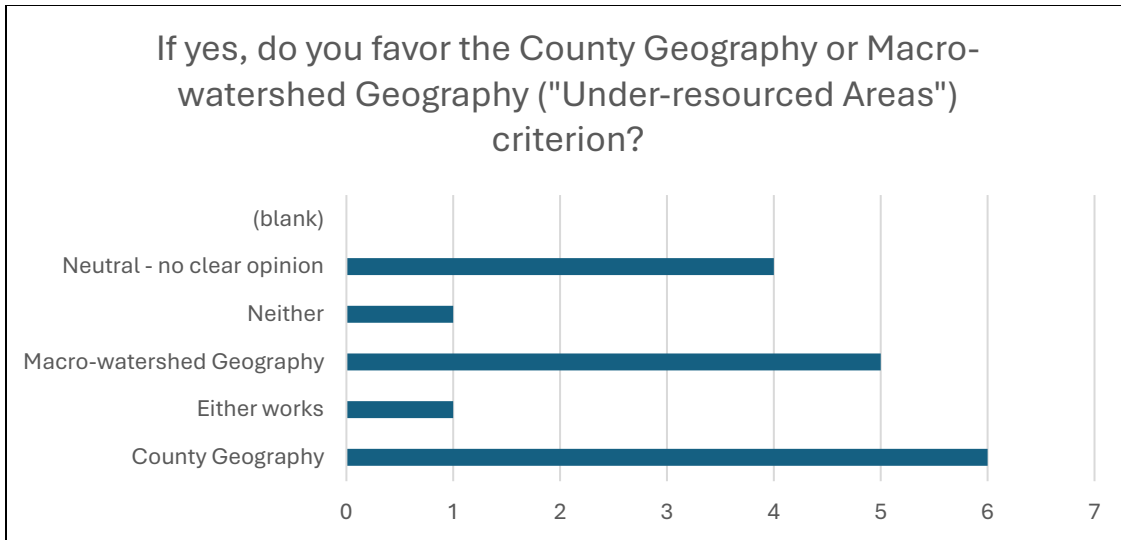 If yes, do you favor the County Geography or Macro-
watershed Geography ("Under-resourced Areas")
criterion?
(blank)
Neutral - no clear opinion
Neither
Macro-watershed Geography
Either works
County Geography
0 1 2 3 4 5 6 7